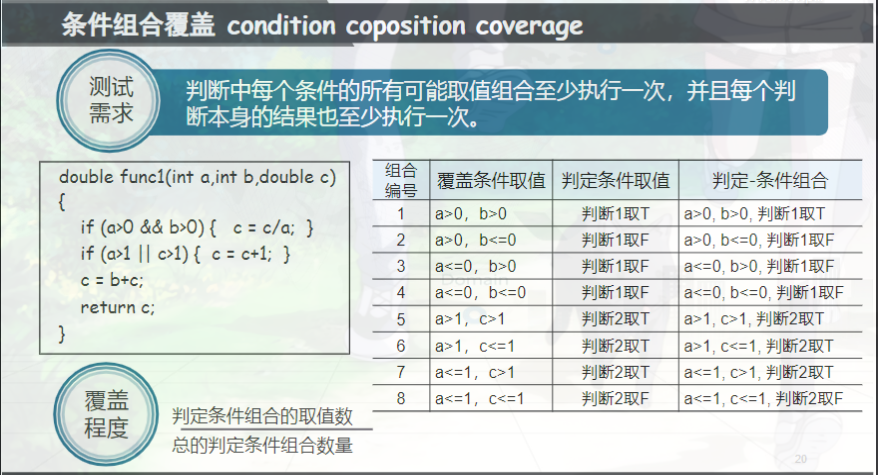 条件组合覆盖 condition coposition coverage
测试
需求
判断中每个条件的所有可能取值组合至少执行一次，并且每个判
断本身的结果也至少执行一次。
double func1(int a,int b,double c)
{
if (a>0 && b>0) { c = c/a; }
if (a>1 || c>1) { c = c+1; }
c = b+c;
return c;
}
组合
编号 覆盖条件取值 判定条件取值 判定-条件组合
1 a>0，b>0 判断1取T a>0, b>0, 判断1取T
2 a>0，b<=0 判断1取F a>0, b<=0, 判断1取F
3 a<=0，b>0 判断1取F a<=0, b>0, 判断1取F
4 a<=0，b<=0 判断1取F a<=0, b<=0, 判断1取F
5 a>1，c>1 判断2取T a>1, c>1, 判断2取T
6 a>1，c<=1 判断2取T a>1, c<=1, 判断2取T
7 a<=1，c>1 判断2取T a<=1, c>1, 判断2取T
8 a<=1，c<=1 判断2取F a<=1, c<=1, 判断2取F
覆盖
程度
判定条件组合的取值数
总的判定条件组合数量
20